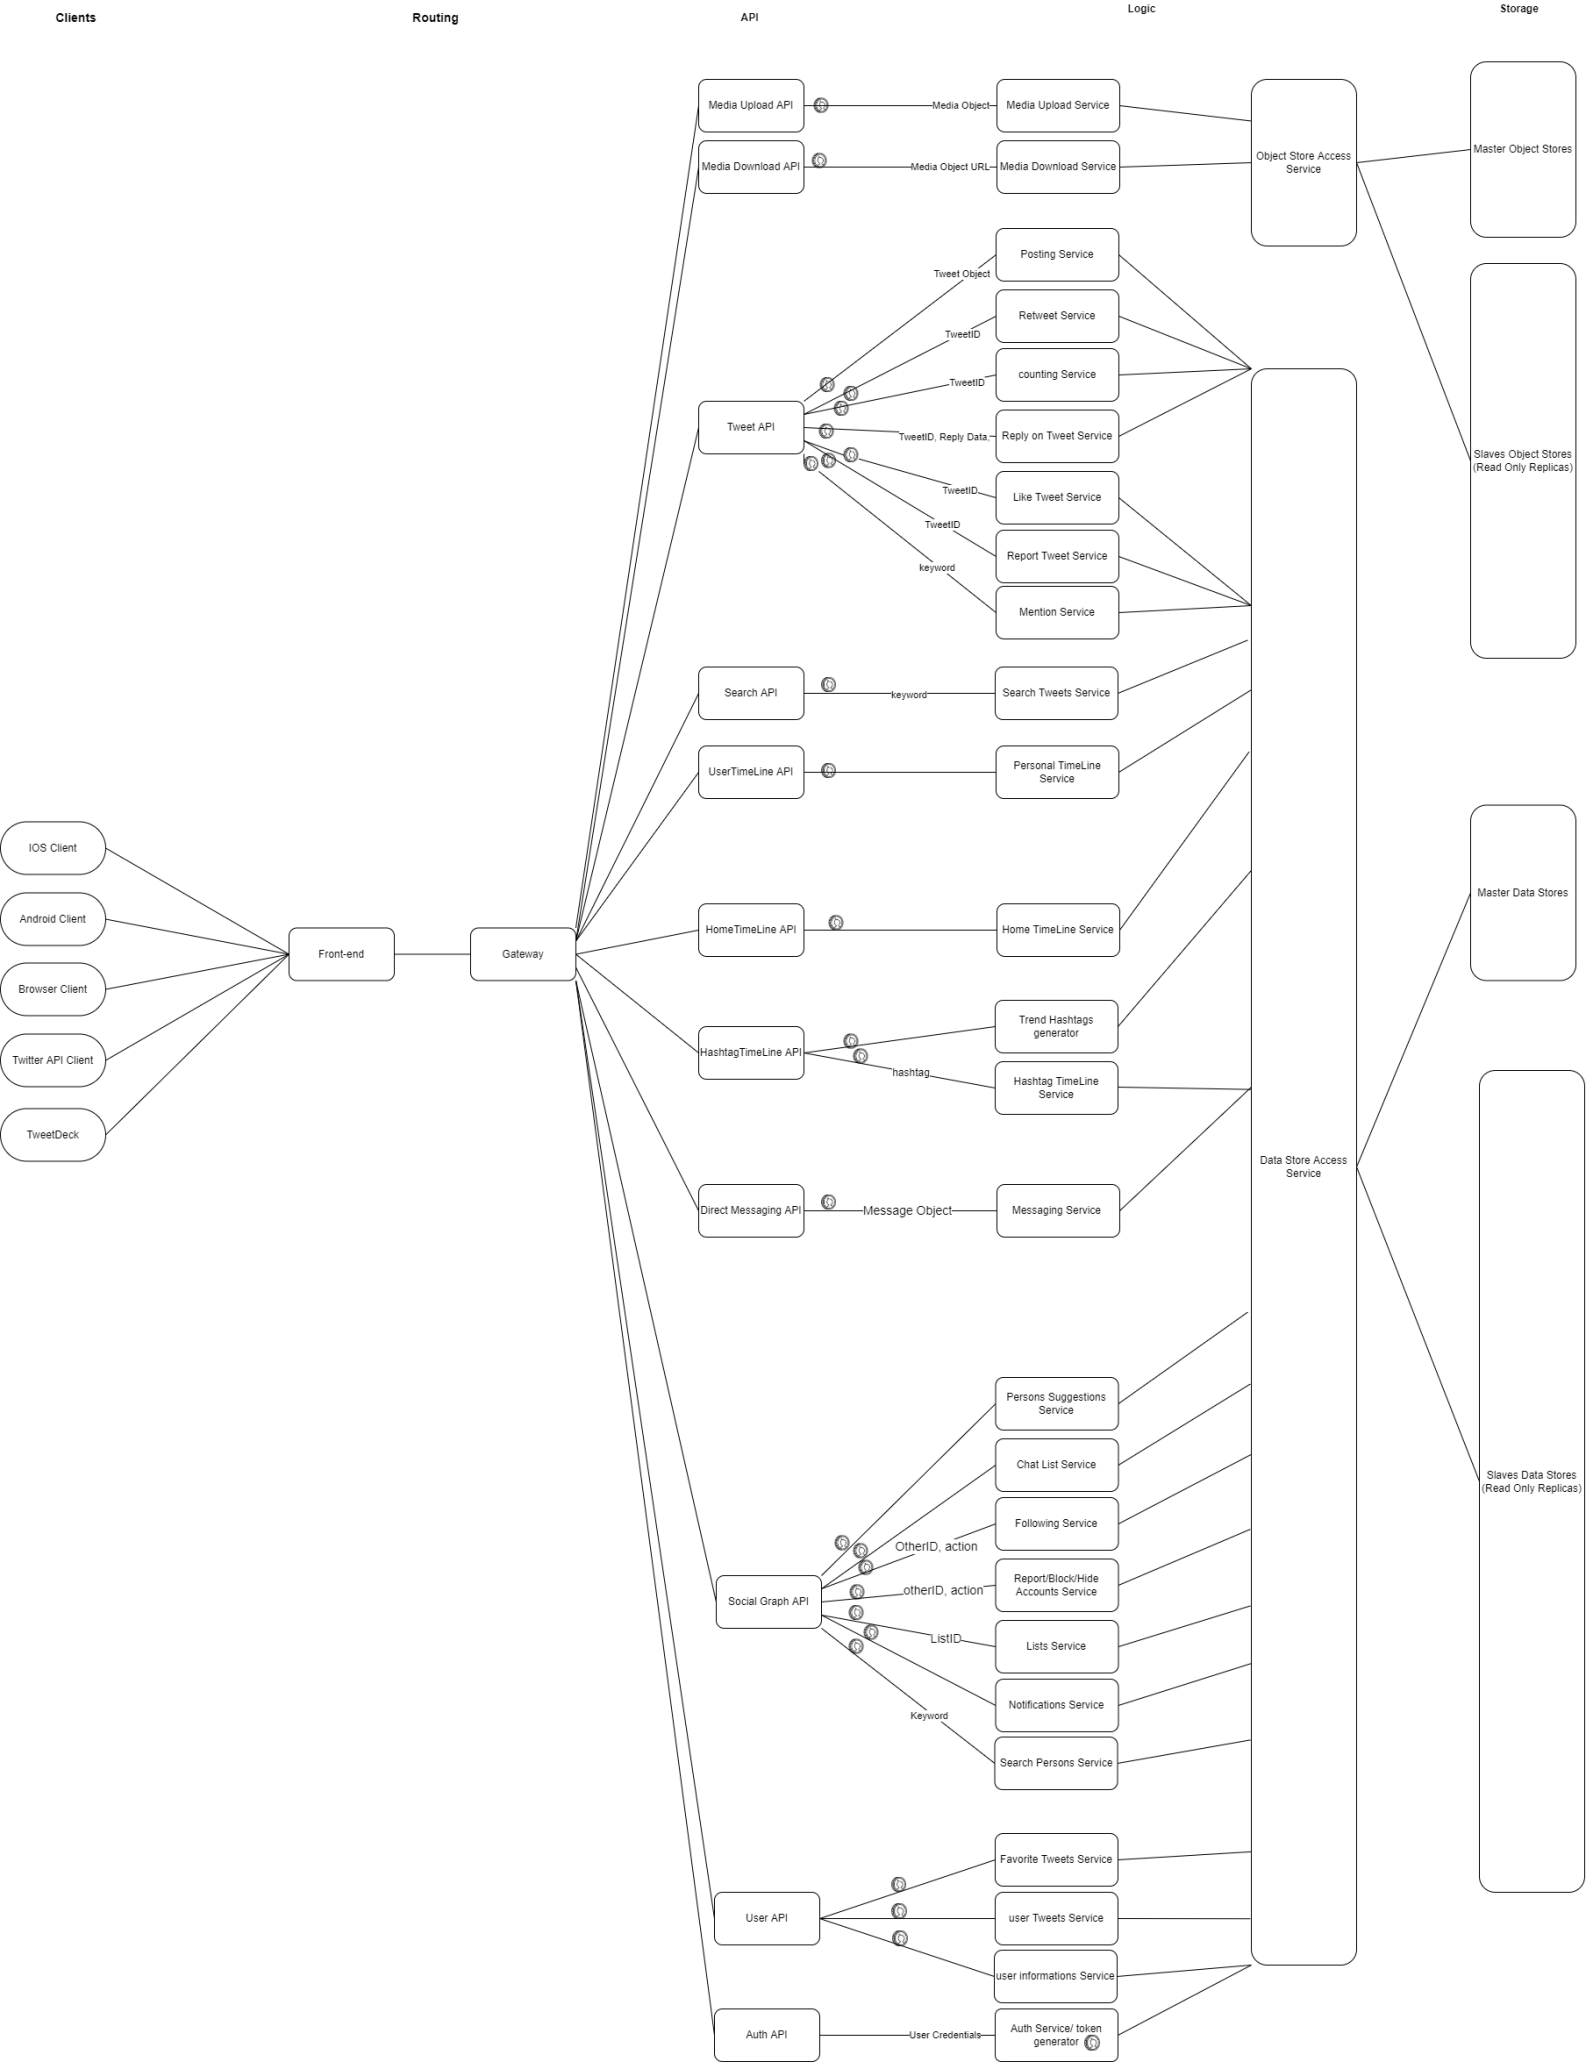 Clients
Routing
API
Logic
Storage
Media Upload API
Media Object
Media Upload Service
Media Download API
Media Object URL
Media Download Service
Object Store Access
Service
Master Object Stores
Slaves Object Stores
(Read Only Replicas)
Tweet Object
Posting Service
TweetID
Retweet Service
TweetID
counting Service
Tweet API
TweetID, Reply Data,
Reply on Tweet Service
TweetID
Like Tweet Service
TweetID
Report Tweet Service
keyword
Mention Service
Search API
keyword
Search Tweets Service
UserTimeLine API
Personal TimeLine
Service
IOS Client
Android Client
Browser Client
Twitter API Client
TweetDeck
Front-end
Gateway
HomeTimeLine API
Home TimeLine Service
Master Data Stores
HashtagTimeLine API
Trend Hashtags
generator
hashtag
Hashtag TimeLine
Service
Direct Messaging API
Message Object
Messaging Service
Data Store Access
Service
Slaves Data Stores
(Read Only Replicas)
Persons Suggestions
Service
Chat List Service
OtherID, action
Following Service
Social Graph API
otherID, action
Report/Block/Hide
Accounts Service
ListID
Lists Service
Notifications Service
Keyword
Search Persons Service
Favorite Tweets Service
User API
user Tweets Service
user informations Service
Auth API
User Credentials
Auth Service/ token
generator